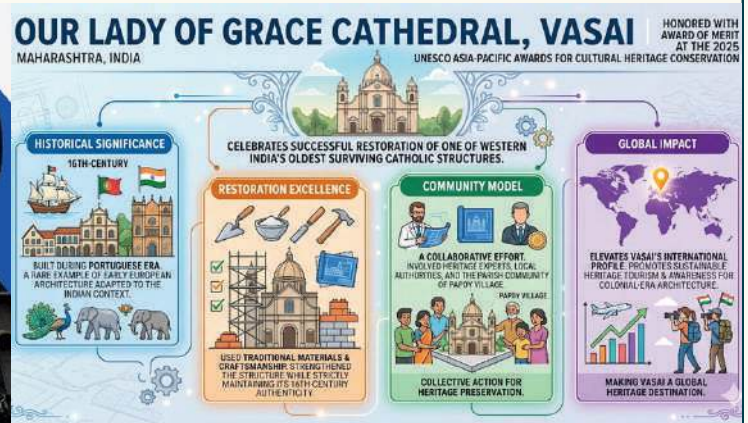 OUR LADY OF GRACE CATHEDRAL, VASAI
MAHARASHTRA, INDIA
HONORED WITH
AWARD OF MERIT
AT THE 2025
UNESCO ASIA-PACIFIC AWARDS FOR CULTURAL HERITAGE CONSERVATION
CELEBRATES SUCCESSFUL RESTORATION OF ONE OF WESTERN
INDIA'S OLDEST SURVIVING CATHOLIC STRUCTURES.
HISTORICAL SIGNIFICANCE
16TH-CENTURY
BUILT DURING PORTUGUESE ERA.
A RARE EXAMPLE OF EARLY EUROPEAN
ARCHITECTURE ADAPTED TO THE
INDIAN CONTEXT.
RESTORATION EXCELLENCE
USED TRADITIONAL MATERIALS &
CRAFTSMANSHIP. STRENGTHENED
THE STRUCTURE WHILE STRICTLY
MAINTAINING ITS 16TH-CENTURY
AUTHENTICITY.
COMMUNITY MODEL
A COLLABORATIVE EFFORT.
INVOLVED HERITAGE EXPERTS, LOCAL
AUTHORITIES, AND THE PARISH COMMUNITY
OF PAPDY VILLAGE.
PAPDY VILLAGE
COLLECTIVE ACTION FOR
HERITAGE PRESERVATION.
GLOBAL IMPACT
ELEVATES VASAI'S INTERNATIONAL
PROFILE. PROMOTES SUSTAINABLE
HERITAGE TOURISM & AWARENESS FOR
COLONIAL-ERA ARCHITECTURE.
MAKING VASAI A GLOBAL
HERITAGE DESTINATION.